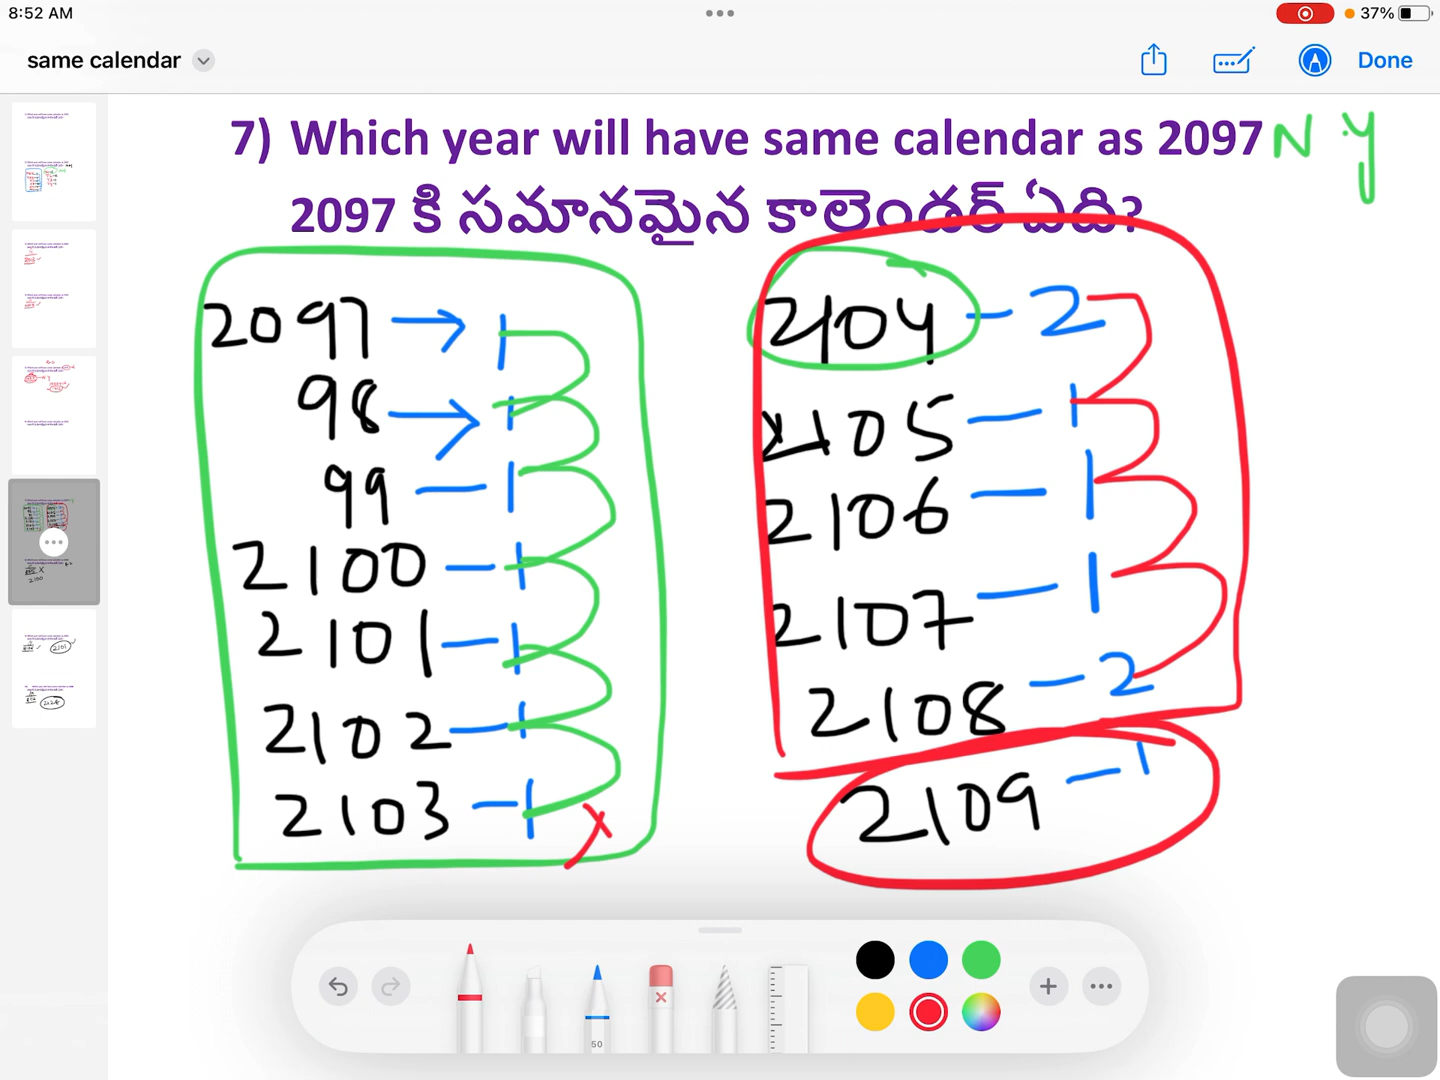 8:52 AM
37%
same calendar
Done
7) Which year will have same calendar as 2097 N y
2097 కి సమానమైన కాలెండర్ ఏది?
2097 → 1
98 → 1
99 — 1
2100 — 1
2101 — 1
2102 — 1
2103 — 1 x
2104 — 2
2105 — 1
2106 — 1
2107 — 1
2108 — 2
2109 — 1
50